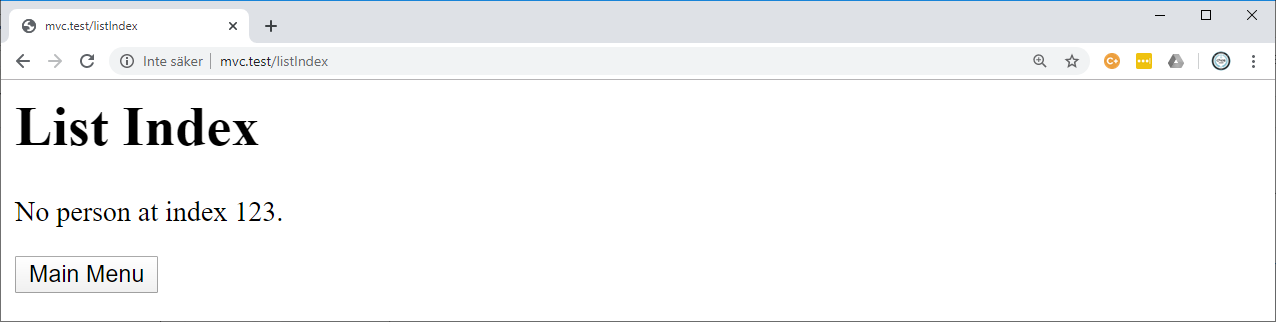 mvc.test/listIndex
Inte säker | mvc.test/listIndex
C+
List Index
No person at index 123.
Main Menu